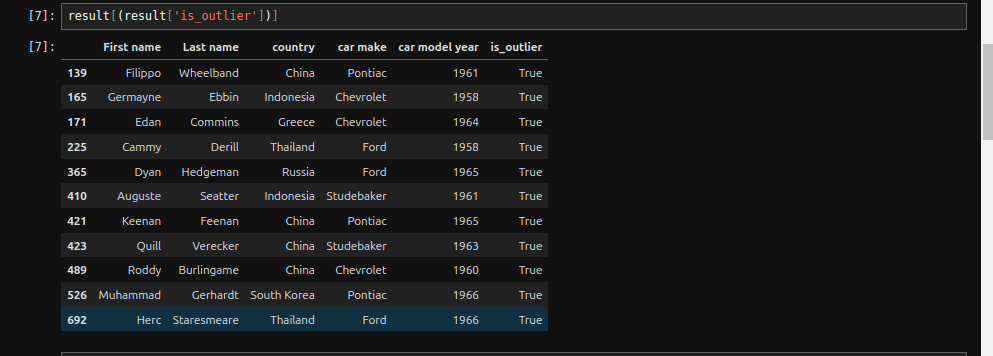 [7]: result[(result['is_outlier'])]
[7]: First name Last name country car make car model year is_outlier
139 Filippo Wheelband China Pontiac 1961 True
165 Germayne Ebbin Indonesia Chevrolet 1958 True
171 Edan Commins Greece Chevrolet 1964 True
225 Cammy Derill Thailand Ford 1958 True
365 Dyan Hedgeman Russia Ford 1965 True
410 Auguste Seatter Indonesia Studebaker 1961 True
421 Keenan Feenan China Pontiac 1965 True
423 Quill Verecker China Studebaker 1963 True
489 Roddy Burlingame China Chevrolet 1960 True
526 Muhammad Gerhardt South Korea Pontiac 1966 True
692 Herc Staresmeare Thailand Ford 1966 True